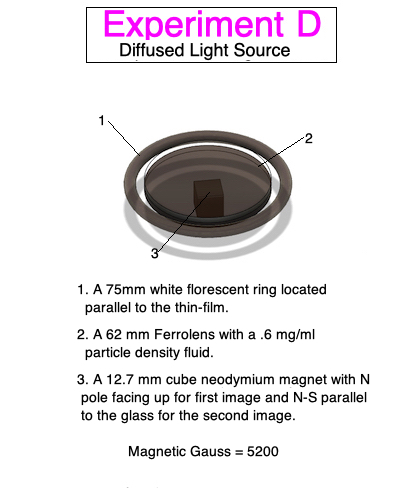 Experiment D
Diffused Light Source
1
2
3
1. A 75mm white florescent ring located
parallel to the thin-film.
2. A 62 mm Ferrolens with a .6 mg/ml
particle density fluid.
3. A 12.7 mm cube neodymium magnet with N
pole facing up for first image and N-S parallel
to the glass for the second image.
Magnetic Gauss = 5200